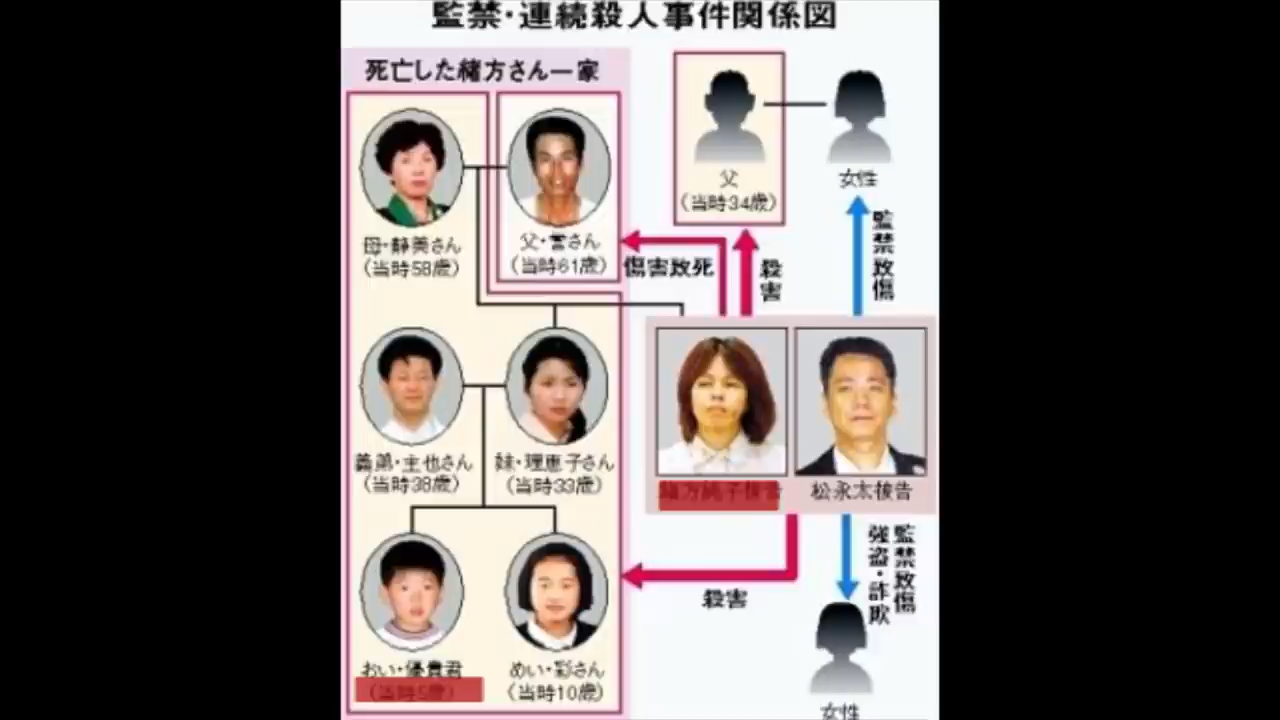 監禁・連続殺人事件関係図
死亡した緒方さん一家
母・静美さん
(当時58歳)
父・誉さん
(当時61歳)
父
(当時34歳)
女性
傷害致死
殺害
監禁致傷
義弟・主也さん
(当時38歳)
妹・理恵子さん
(当時33歳)
松永太被告
おい・優貴君
めい・彩さん
(当時10歳)
殺害
監禁致傷
強盗・詐欺
女性